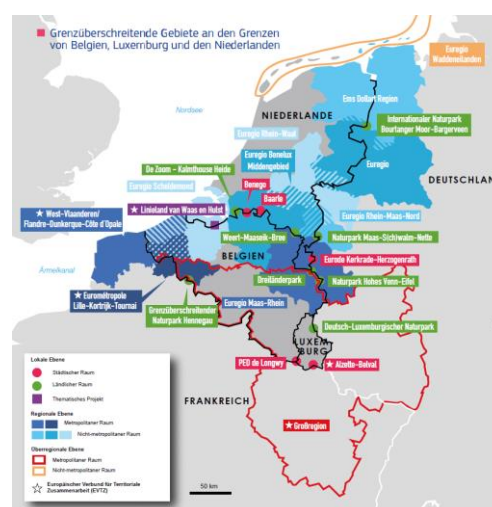 Grenzüberschreitende Gebiete an den Grenzen
von Belgien, Luxemburg und den Niederlanden
Euregio
Waddeneilanden
Nordsee
Ems Dollart Region
NIEDERLANDE
Internationaler Naturpark
Bourtanger Moor-Bargerveen
Euregio Rhein-Waal
Euregio Benelux
Middengebied
Euregio
De Zoom - Kalmthouse Heide
Benego
DEUTSCHLAND
Euregio Scheldemond
Baarle
★ West-Vlaanderen/
Flandre-Dunkerque-Côte d'Opale
★ Linieland van Waas en Hulst
Euregio Rhein-Maas-Nord
Weert-Maaseik-Bree
Naturpark Maas-Schwalm-Nette
BELGIEN
Eurode Kerkrade-Herzogenrath
Ärmelkanal
Dreiländerpark
Naturpark Hohes Venn-Eifel
★ Eurometropole
Lille-Kortrijk-Tournai
Euregio Maas-Rhein
Grenzüberschreitender
Naturpark Hennegau
Deutsch-Luxemburgischer Naturpark
LUXEM
BURG
PED de Longwy
★ Alzette-Belval
FRANKREICH
★ Großregion
Lokale Ebene
Städtischer Raum
Ländlicher Raum
Thematisches Projekt
Regionale Ebene
Metropolitaner Raum
Nicht-metropolitaner Raum
Überregionale Ebene
Metropolitaner Raum
Nicht-metropolitaner Raum
Europäischer Verbund für Territoriale
Zusammenarbeit (EVTZ)
50 km